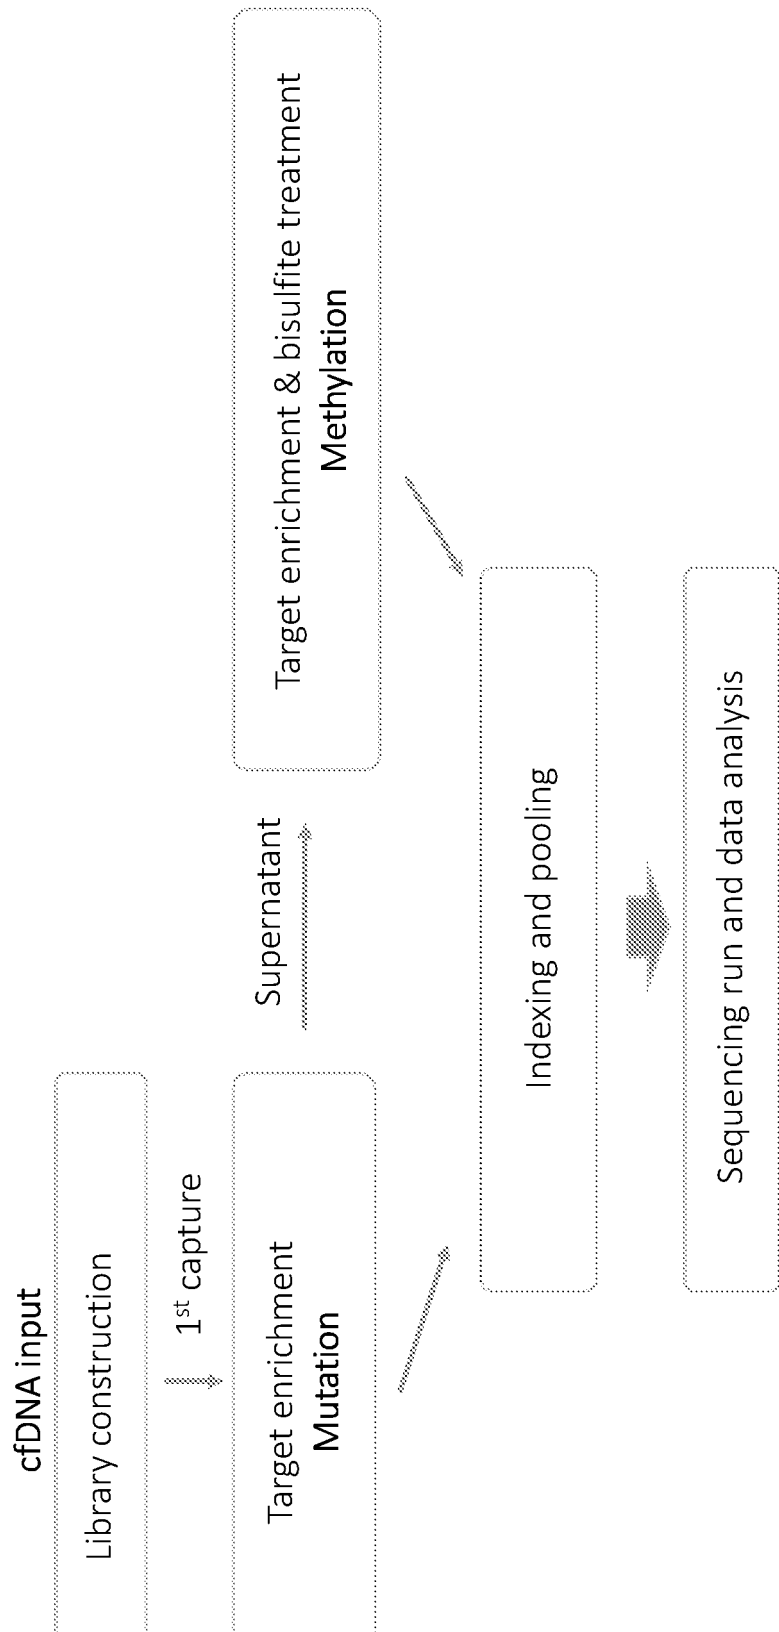 cfDNA input
Library construction
1st capture
Target enrichment
Mutation
Supernatant
Target enrichment & bisulfite treatment
Methylation
Indexing and pooling
Sequencing run and data analysis